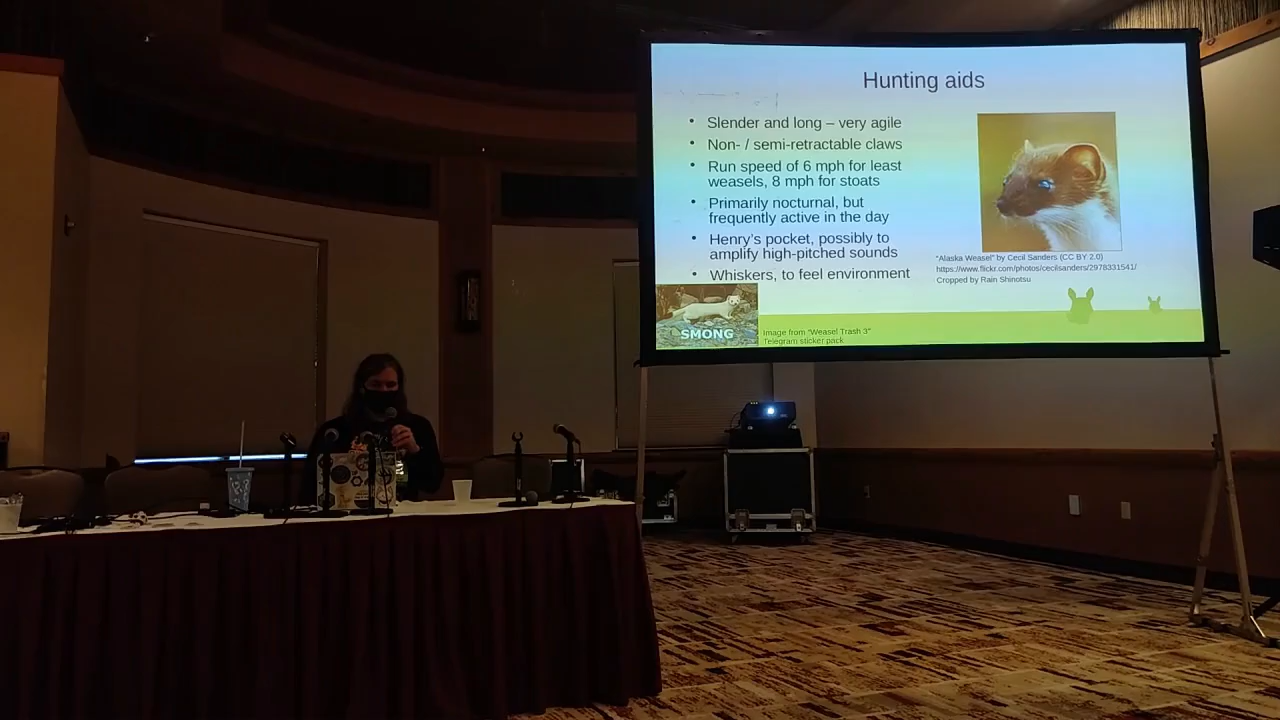 Hunting aids
• Slender and long – very agile
• Non- / semi-retractable claws
• Run speed of 6 mph for least
weasels, 8 mph for stoats
• Primarily nocturnal, but
frequently active in the day
• Henry's pocket, possibly to
amplify high-pitched sounds
• Whiskers, to feel environment
"Alaska Weasel" by Cecil Sanders (CC BY 2.0)
https://www.flickr.com/photos/cecilsanders/2978331541/
Cropped by Rain Shinotsu
SMONG
Image from "Weasel Trash 3"
Telegram sticker pack